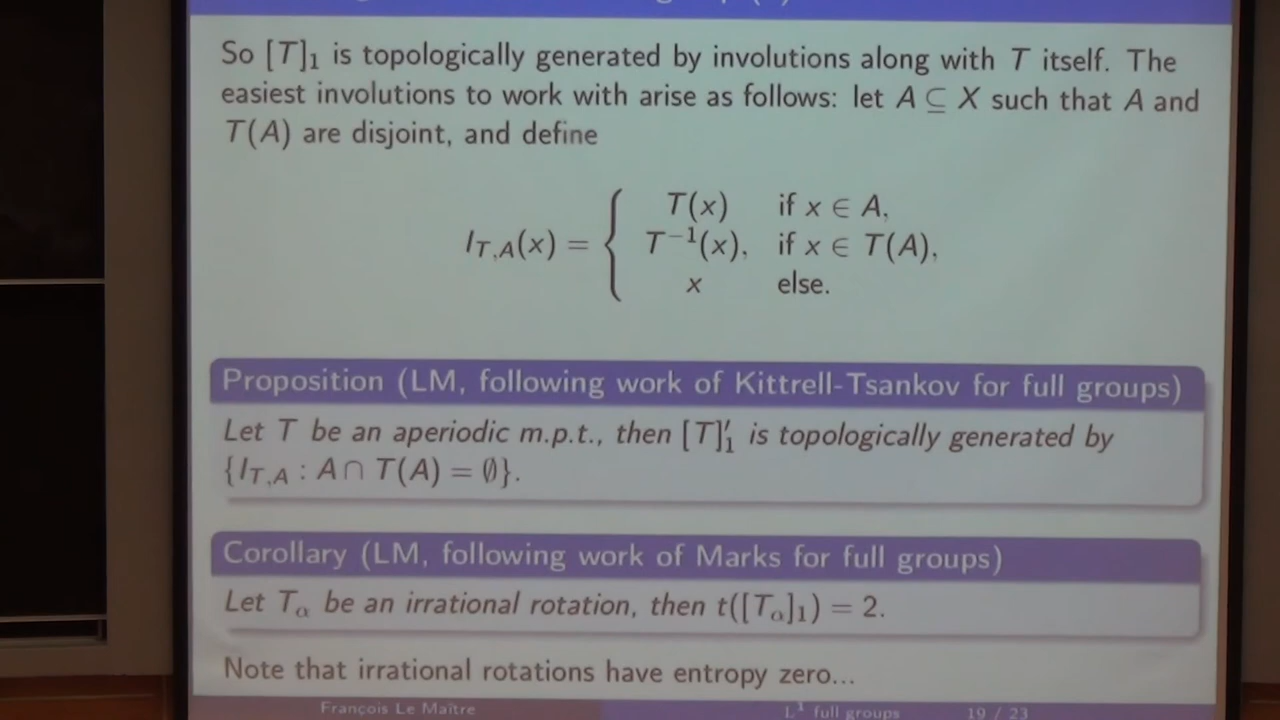 So [T]₁ is topologically generated by involutions along with T itself. The
easiest involutions to work with arise as follows: let A ⊆ X such that A and
T(A) are disjoint, and define
I_{T,A}(x) = { T(x) if x ∈ A,
T⁻¹(x), if x ∈ T(A),
x else.
Proposition (LM, following work of Kittrell-Tsankov for full groups)
Let T be an aperiodic m.p.t., then [T]′₁ is topologically generated by
{I_{T,A} : A ∩ T(A) = ∅}.
Corollary (LM, following work of Marks for full groups)
Let T_α be an irrational rotation, then t([T_α]₁) = 2.
Note that irrational rotations have entropy zero...
François Le Maître L¹ full groups 19 / 23